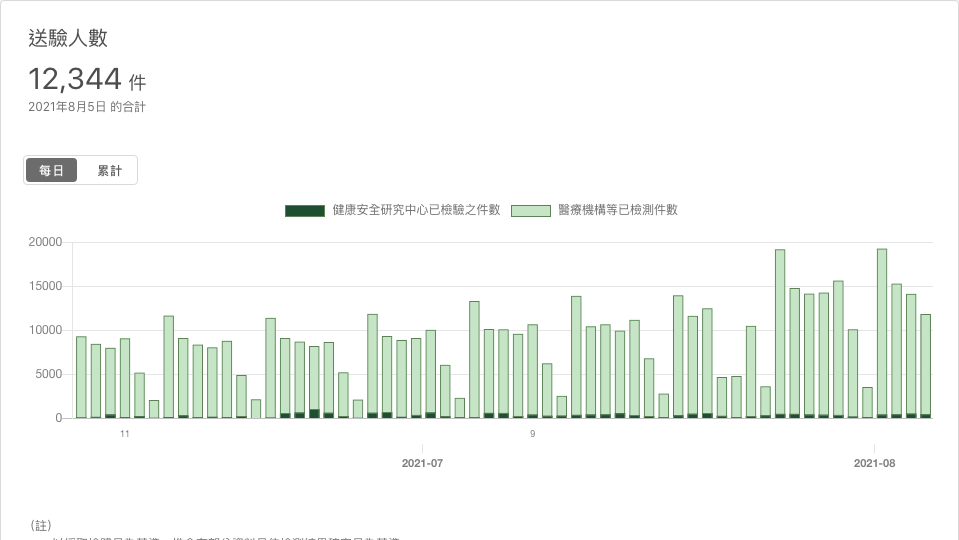 送驗人數
12,344 件
2021年8月5日 的合計
每日 累計
健康安全研究中心已檢驗之件數 醫療機構等已檢測件數
20000
15000
10000
5000
0
11 9
2021-07 2021-08
（註）